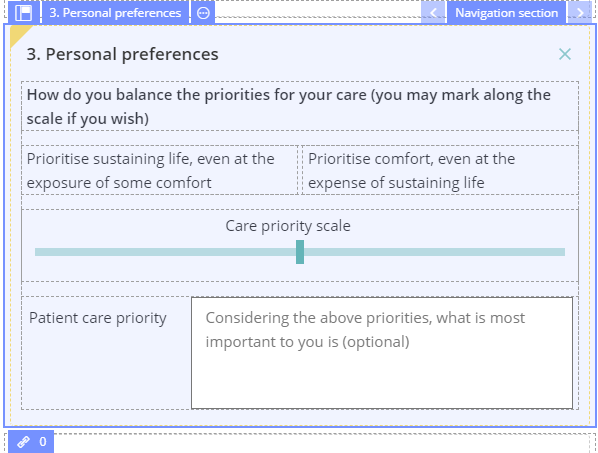 3. Personal preferences
Navigation section
3. Personal preferences
How do you balance the priorities for your care (you may mark along the
scale if you wish)
Prioritise sustaining life, even at the
exposure of some comfort
Prioritise comfort, even at the
expense of sustaining life
Care priority scale
Patient care priority
Considering the above priorities, what is most
important to you is (optional)
0